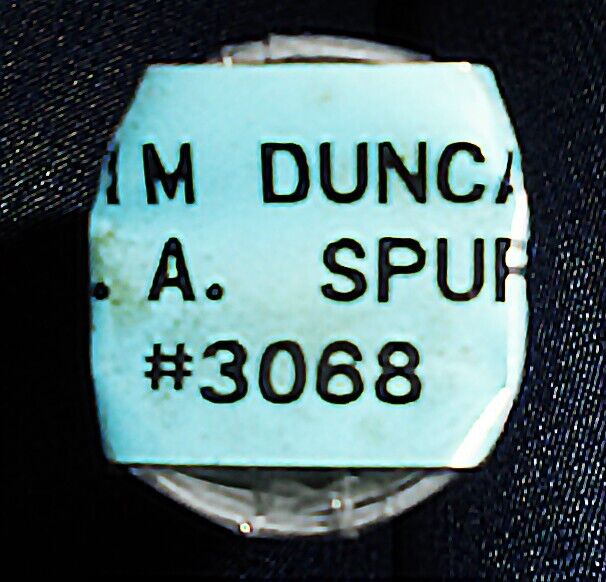 IM DUNCA
. A. SPUR
#3068